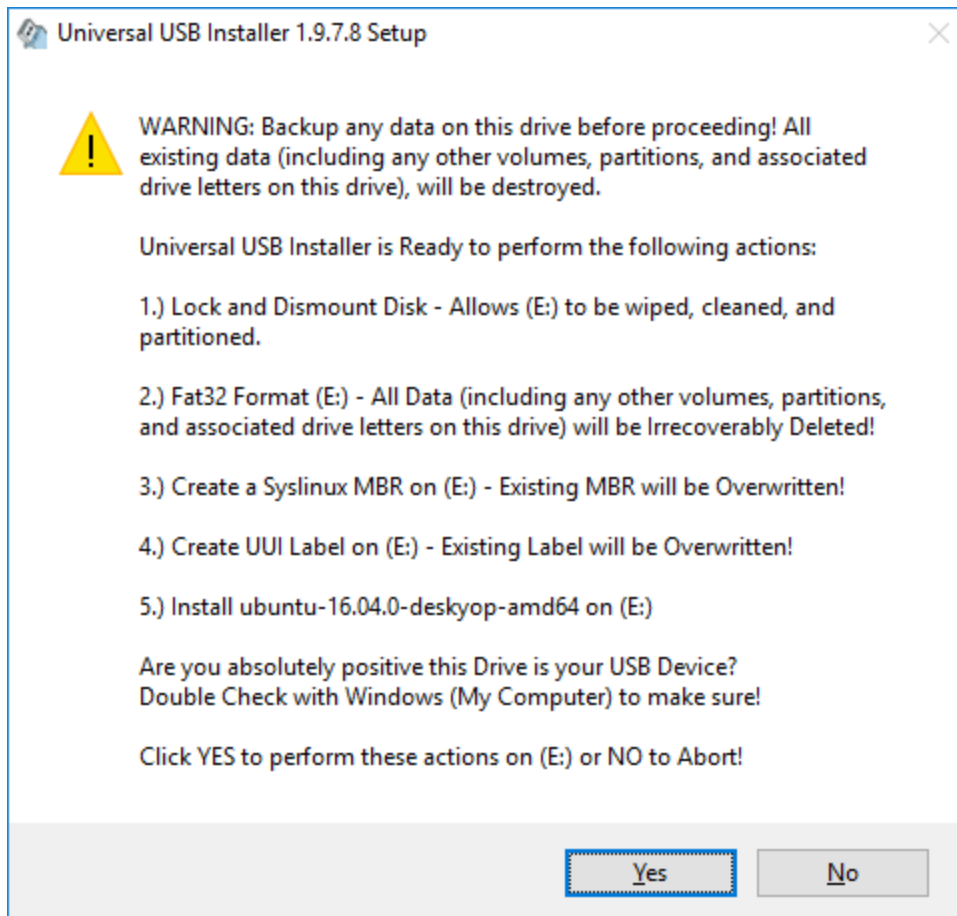 Universal USB Installer 1.9.7.8 Setup
WARNING: Backup any data on this drive before proceeding! All
existing data (including any other volumes, partitions, and associated
drive letters on this drive), will be destroyed.
Universal USB Installer is Ready to perform the following actions:
1.) Lock and Dismount Disk - Allows (E:) to be wiped, cleaned, and
partitioned.
2.) Fat32 Format (E:) - All Data (including any other volumes, partitions,
and associated drive letters on this drive) will be Irrecoverably Deleted!
3.) Create a Syslinux MBR on (E:) - Existing MBR will be Overwritten!
4.) Create UUI Label on (E:) - Existing Label will be Overwritten!
5.) Install ubuntu-16.04.0-deskyop-amd64 on (E:)
Are you absolutely positive this Drive is your USB Device?
Double Check with Windows (My Computer) to make sure!
Click YES to perform these actions on (E:) or NO to Abort!
Yes
No